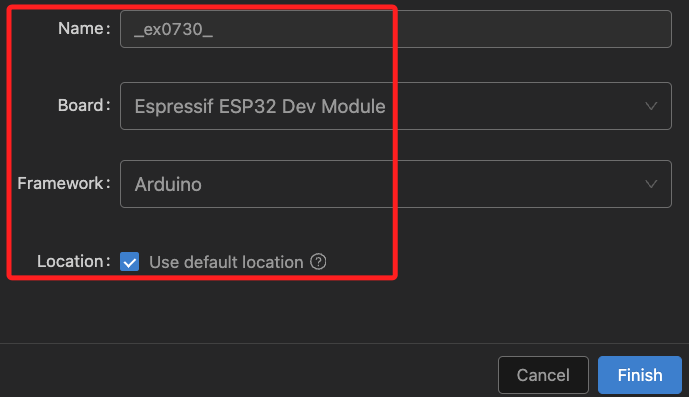 Name: _ex0730_
Board: Espressif ESP32 Dev Module
Framework: Arduino
Location: Use default location ?
Cancel Finish